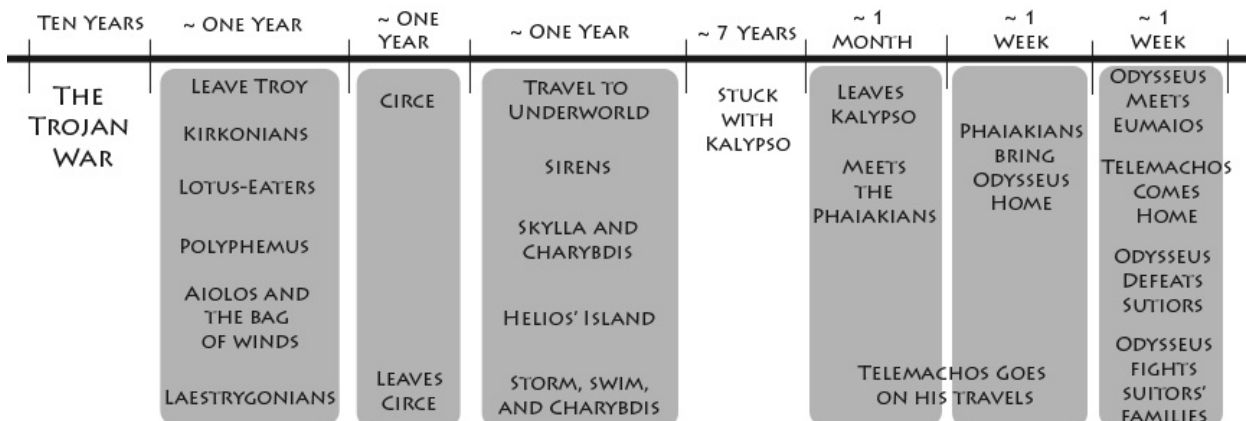 TEN YEARS
~ ONE YEAR
~ ONE
YEAR
~ ONE YEAR
~ 7 YEARS
~ 1
MONTH
~ 1
WEEK
~ 1
WEEK
THE
TROJAN
WAR
LEAVE TROY
KIRKONIANS
LOTUS-EATERS
POLYPHEMUS
AIOLOS AND
THE BAG
OF WINDS
LAESTRYGONIANS
CIRCE
LEAVES
CIRCE
TRAVEL TO
UNDERWORLD
SIRENS
SKYLLA AND
CHARYBDIS
HELIOS' ISLAND
STORM, SWIM,
AND CHARYBDIS
STUCK
WITH
KALYPSO
LEAVES
KALYPSO
MEETS
THE
PHAIAKIANS
PHAIAKIANS
BRING
ODYSSEUS
HOME
TELEMACHOS GOES
ON HIS TRAVELS
ODYSSEUS
MEETS
EUMAIOS
TELEMACHOS
COMES
HOME
ODYSSEUS
DEFEATS
SUTIORS
ODYSSEUS
FIGHTS
SUITORS'
FAMILIES